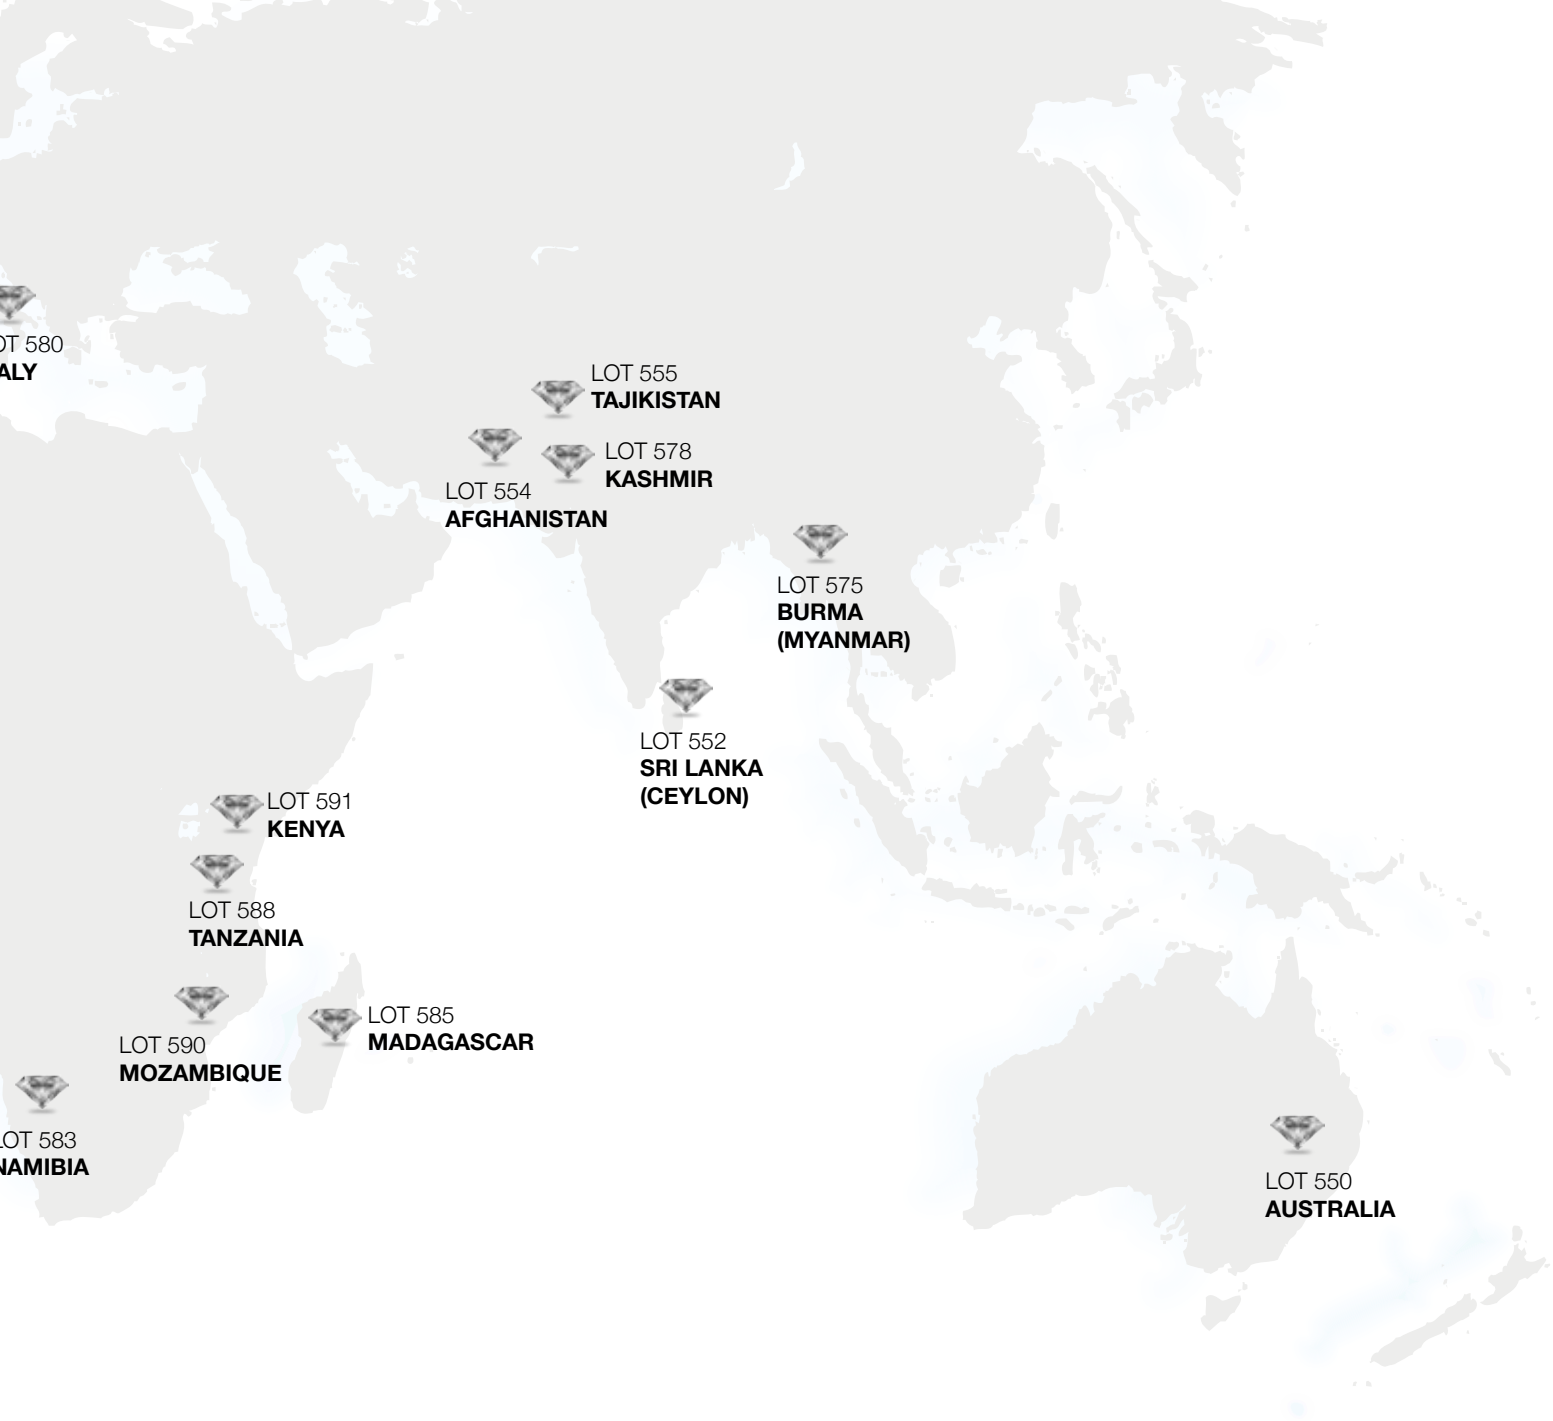 OT 580
ALY
LOT 555
TAJIKISTAN
LOT 578
KASHMIR
LOT 554
AFGHANISTAN
LOT 575
BURMA
(MYANMAR)
LOT 552
SRI LANKA
(CEYLON)
LOT 591
KENYA
LOT 588
TANZANIA
LOT 585
MADAGASCAR
LOT 590
MOZAMBIQUE
LOT 583
NAMIBIA
LOT 550
AUSTRALIA